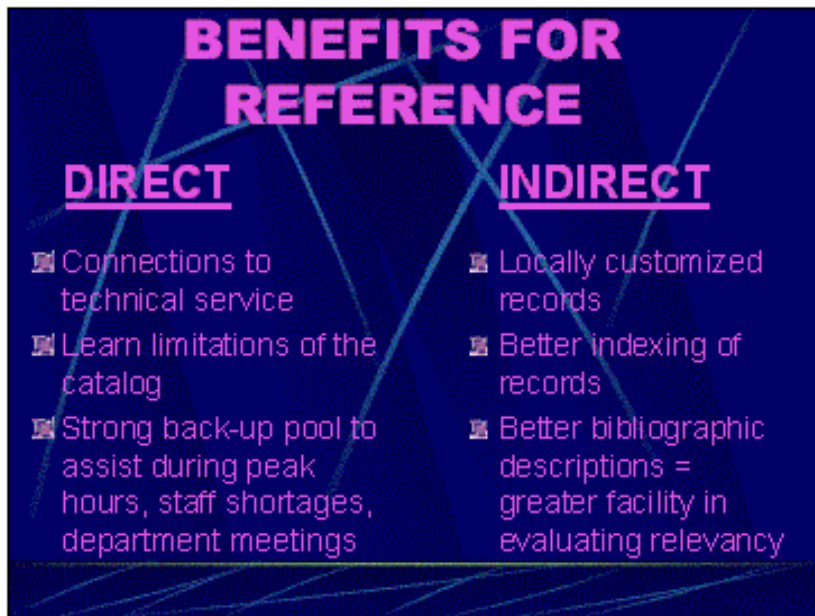 BENEFITS FOR
REFERENCE
DIRECT
Connections to
technical service
Learn limitations of the
catalog
Strong back-up pool to
assist during peak
hours, staff shortages,
department meetings
INDIRECT
Locally customized
records
Better indexing of
records
Better bibliographic
descriptions =
greater facility in
evaluating relevancy